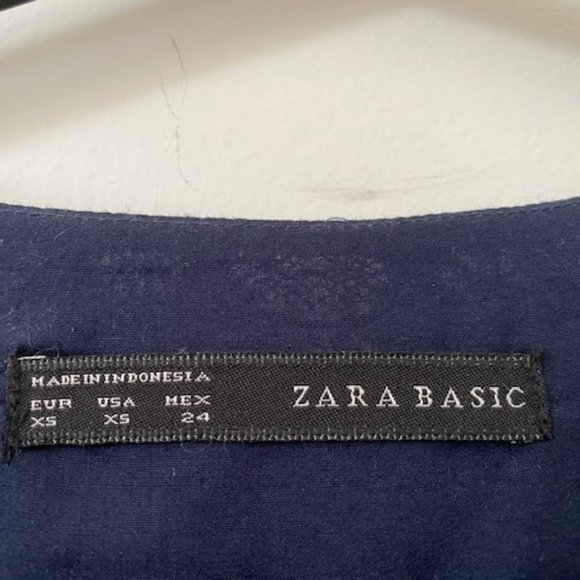 MADE IN INDONESIA
EUR USA MEX
XS XS 24
ZARA BASIC